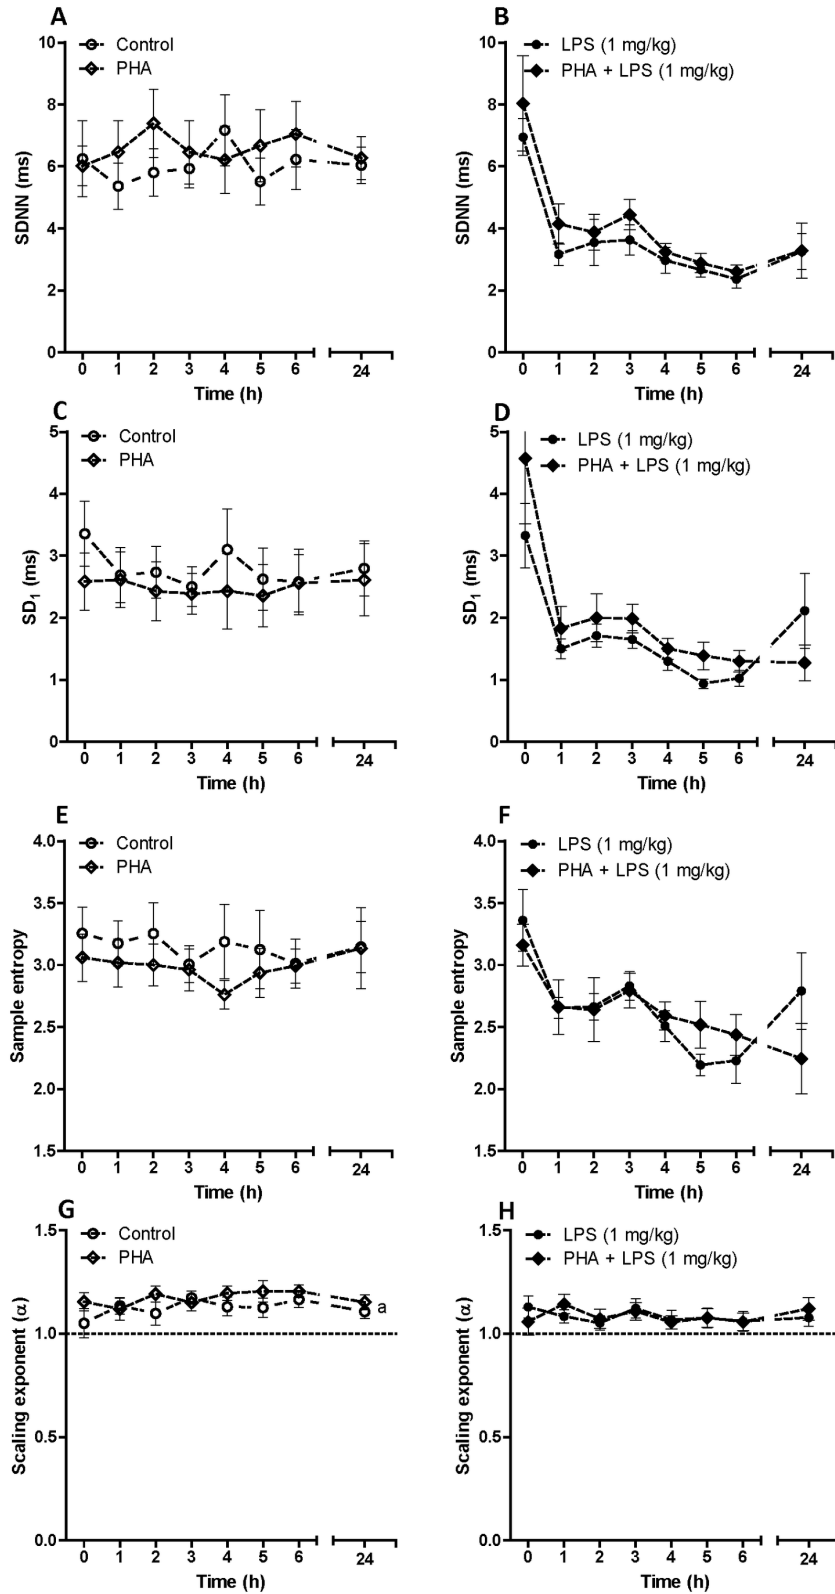 A
Control
PHA
SDNN (ms)
10
8
6
4
2
0
0 1 2 3 4 5 6 24
Time (h)
B
LPS (1 mg/kg)
PHA + LPS (1 mg/kg)
SDNN (ms)
10
8
6
4
2
0
0 1 2 3 4 5 6 24
Time (h)
C
Control
PHA
SD1 (ms)
5
4
3
2
1
0
0 1 2 3 4 5 6 24
Time (h)
D
LPS (1 mg/kg)
PHA + LPS (1 mg/kg)
SD1 (ms)
5
4
3
2
1
0
0 1 2 3 4 5 6 24
Time (h)
E
Control
PHA
Sample entropy
4.0
3.5
3.0
2.5
2.0
1.5
0 1 2 3 4 5 6 24
Time (h)
F
LPS (1 mg/kg)
PHA + LPS (1 mg/kg)
Sample entropy
4.0
3.5
3.0
2.5
2.0
1.5
0 1 2 3 4 5 6 24
Time (h)
G
Control
PHA
Scaling exponent (α)
1.5
1.0
0.5
0.0
a
0 1 2 3 4 5 6 24
Time (h)
H
LPS (1 mg/kg)
PHA + LPS (1 mg/kg)
Scaling exponent (α)
1.5
1.0
0.5
0.0
0 1 2 3 4 5 6 24
Time (h)